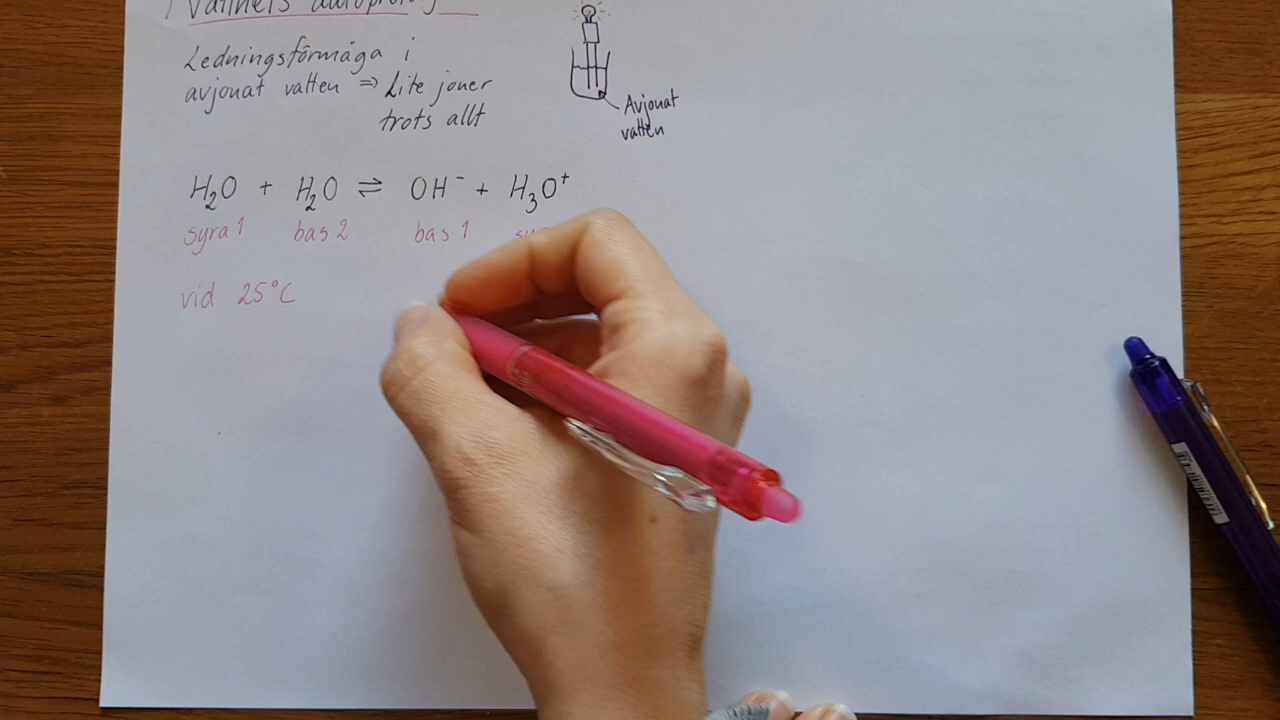 Ledningsförmåga i
avjonat vatten ⇒ Lite joner
trots allt
Avjonat
vatten
H₂O + H₂O ⇌ OH⁻ + H₃O⁺
syra 1 bas 2 bas 1
vid 25°C